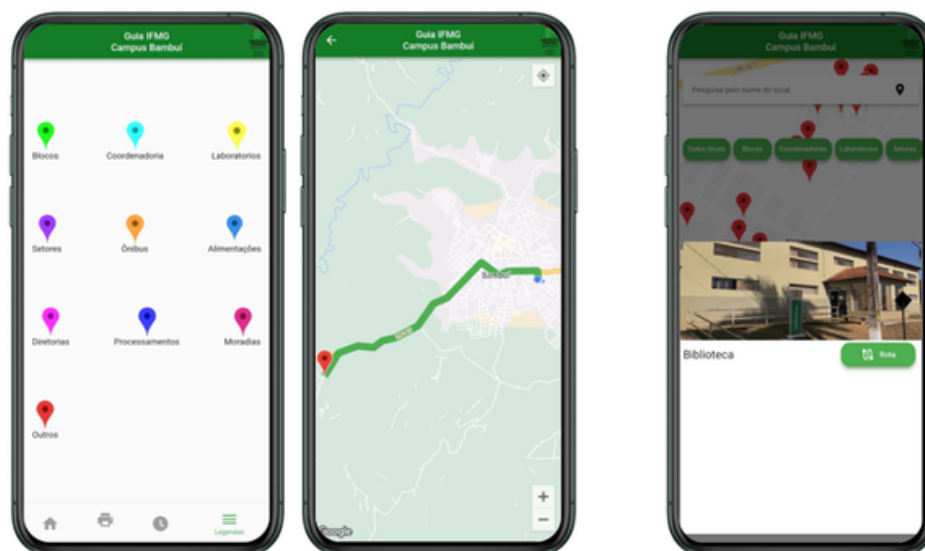 Guia IFMG
Campus Bambuí
Blocos
Coordenadoria
Laboratorios
Setores
Ônibus
Alimentações
Diretorias
Processamentos
Moradias
Outros
Legendas
Guia IFMG
Campus Bambuí
Bambuí
Google
Guia IFMG
Campus Bambuí
Pesquise pelo nome do local
Todos locais
Blocos
Coordenadorias
Laboratorios
Setores
Biblioteca
Rota